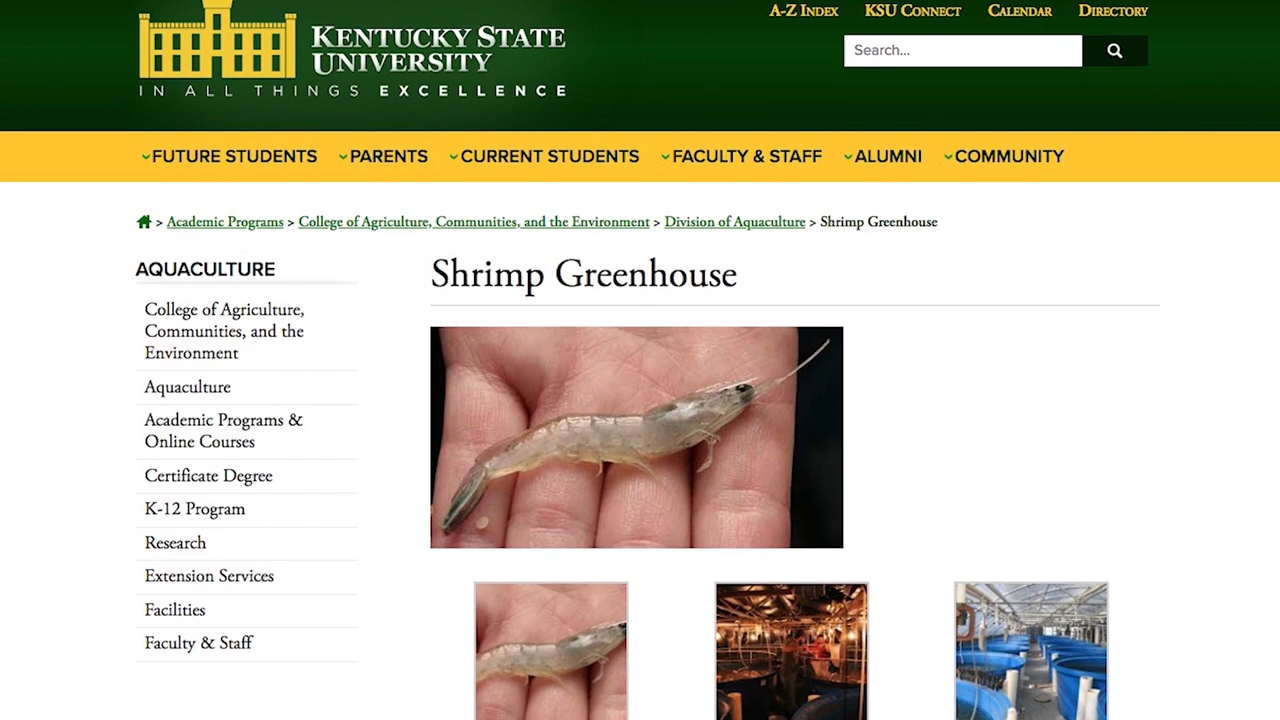 A-Z Index KSU Connect Calendar Directory
Kentucky State
University
IN ALL THINGS EXCELLENCE
Search...
FUTURE STUDENTS PARENTS CURRENT STUDENTS FACULTY & STAFF ALUMNI COMMUNITY
> Academic Programs > College of Agriculture, Communities, and the Environment > Division of Aquaculture > Shrimp Greenhouse
AQUACULTURE
College of Agriculture,
Communities, and the
Environment
Aquaculture
Academic Programs &
Online Courses
Certificate Degree
K-12 Program
Research
Extension Services
Facilities
Faculty & Staff
Shrimp Greenhouse